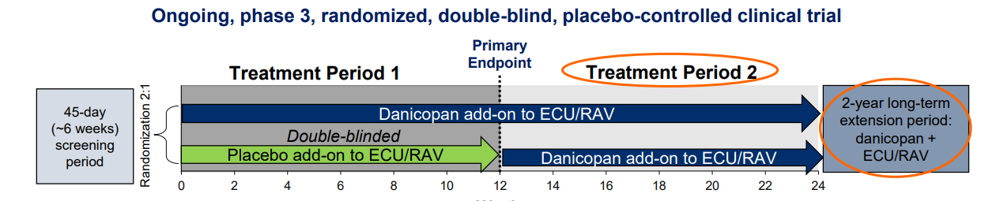 Ongoing, phase 3, randomized, double-blind, placebo-controlled clinical trial
Primary
Endpoint
Treatment Period 1
Treatment Period 2
45-day
(~6 weeks)
screening
period
Randomization 2:1
Danicopan add-on to ECU/RAV
Double-blinded
Placebo add-on to ECU/RAV
Danicopan add-on to ECU/RAV
2-year long-term
extension period:
danicopan +
ECU/RAV
0 2 4 6 8 10 12 14 16 18 20 22 24